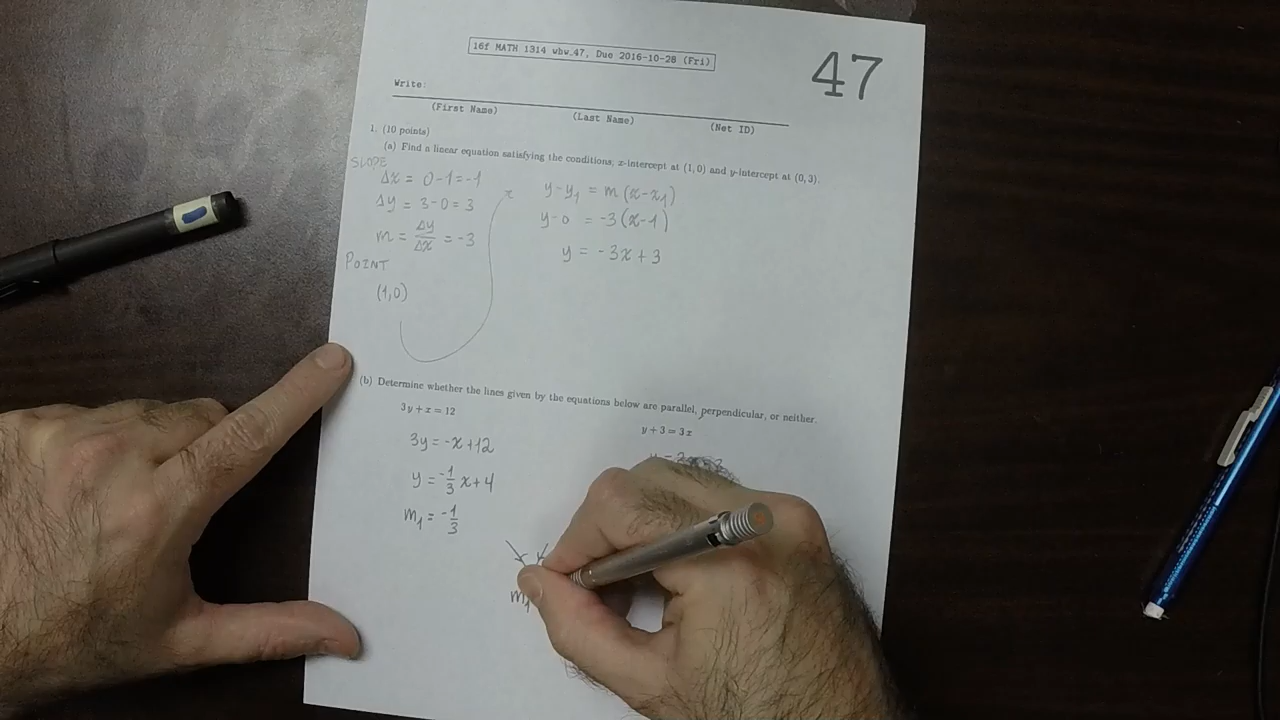 16f MATH 1314 whw_47, Due 2016-10-28 (Fri)
47
Write:
(First Name) (Last Name) (Net ID)
1. (10 points)
(a) Find a linear equation satisfying the conditions; x-intercept at (1, 0) and y-intercept at (0, 3).
SLOPE
Δx = 0-1 = -1
Δy = 3-0 = 3
m = Δy/Δx = -3
POINT
(1,0)
y-y₁ = m(x-x₁)
y-0 = -3(x-1)
y = -3x + 3
(b) Determine whether the lines given by the equations below are parallel, perpendicular, or neither.
3y + x = 12
3y = -x+12
y = -1/3 x+4
m₁ = -1/3
y + 3 = 3x
m₁